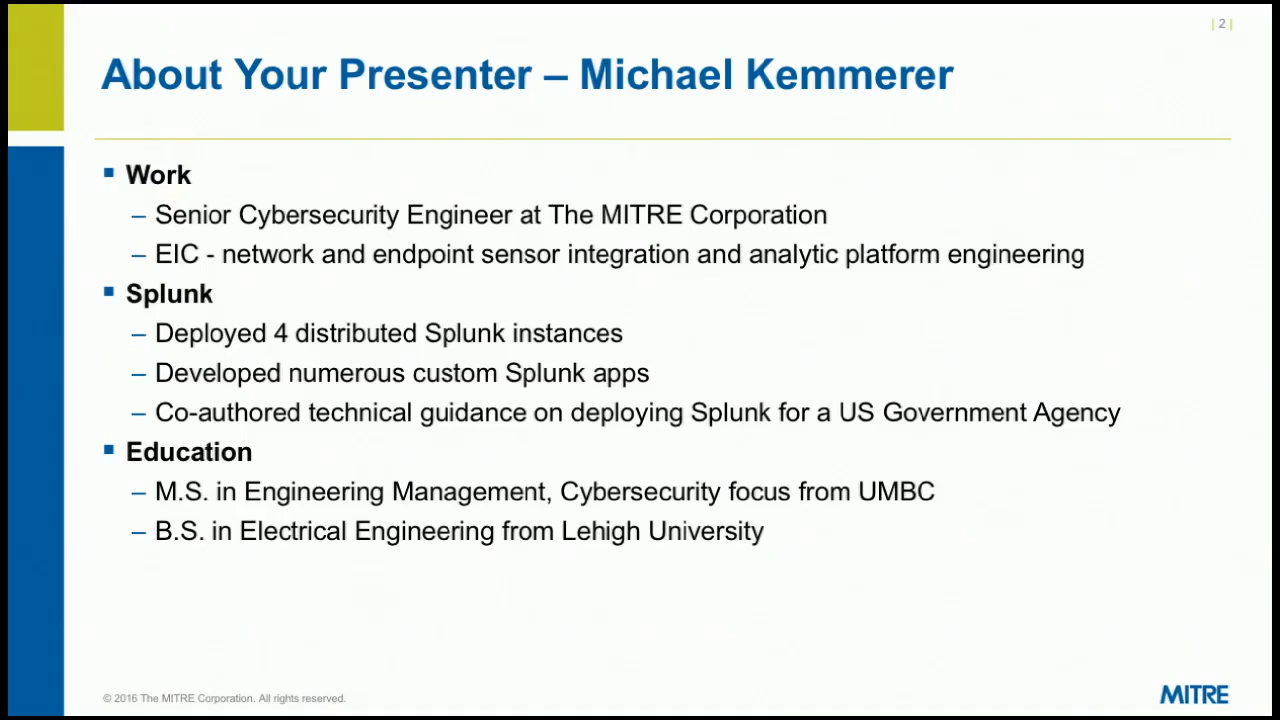 | 2 |
About Your Presenter – Michael Kemmerer
▪ Work
– Senior Cybersecurity Engineer at The MITRE Corporation
– EIC - network and endpoint sensor integration and analytic platform engineering
▪ Splunk
– Deployed 4 distributed Splunk instances
– Developed numerous custom Splunk apps
– Co-authored technical guidance on deploying Splunk for a US Government Agency
▪ Education
– M.S. in Engineering Management, Cybersecurity focus from UMBC
– B.S. in Electrical Engineering from Lehigh University
© 2016 The MITRE Corporation. All rights reserved.
MITRE